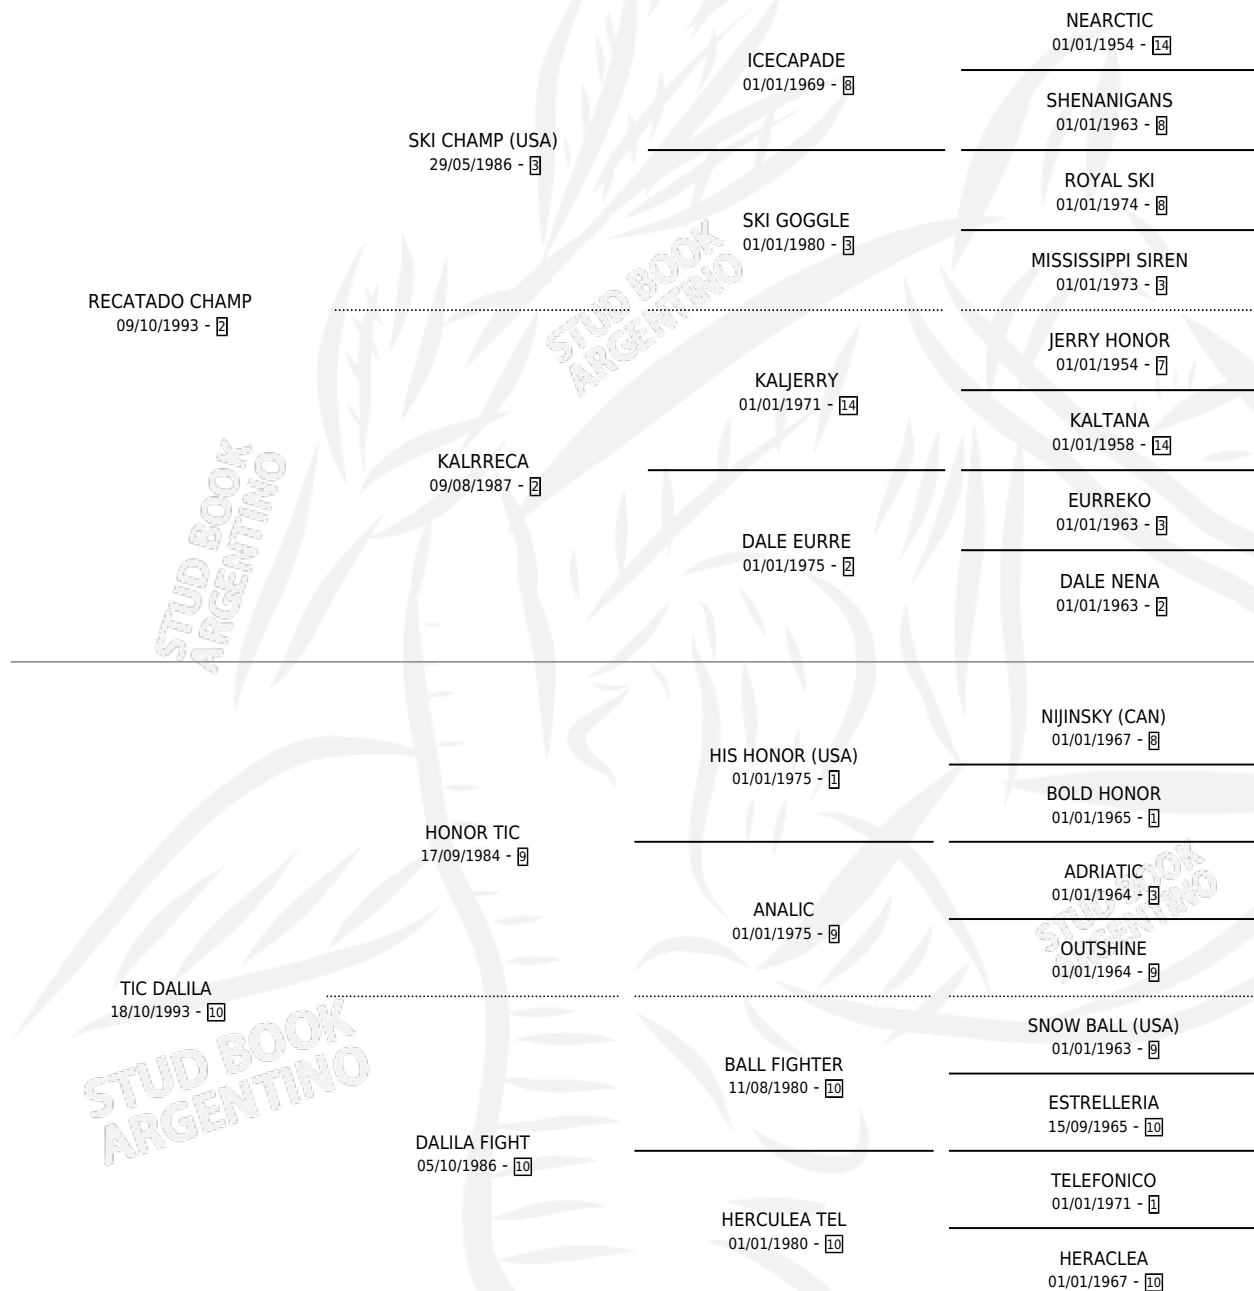 NEARCTIC
01/01/1954 - 14
ICECAPADE
01/01/1969 - 8
SHENANIGANS
01/01/1963 - 8
SKI CHAMP (USA)
29/05/1986 - 3
ROYAL SKI
01/01/1974 - 8
SKI GOGGLE
01/01/1980 - 3
MISSISSIPPI SIREN
01/01/1973 - 3
RECATADO CHAMP
09/10/1993 - 2
JERRY HONOR
01/01/1954 - 7
KALJERRY
01/01/1971 - 14
KALTANA
01/01/1958 - 14
KALRRECA
09/08/1987 - 2
EURREKO
01/01/1963 - 3
DALE EURRE
01/01/1975 - 2
DALE NENA
01/01/1963 - 2
NIJINSKY (CAN)
01/01/1967 - 8
HIS HONOR (USA)
01/01/1975 - 1
BOLD HONOR
01/01/1965 - 1
HONOR TIC
17/09/1984 - 9
ADRIATIC
01/01/1964 - 3
ANALIC
01/01/1975 - 9
OUTSHINE
01/01/1964 - 9
TIC DALILA
18/10/1993 - 10
SNOW BALL (USA)
01/01/1963 - 9
BALL FIGHTER
11/08/1980 - 10
ESTRELLERIA
15/09/1965 - 10
DALILA FIGHT
05/10/1986 - 10
TELEFONICO
01/01/1971 - 1
HERCULEA TEL
01/01/1980 - 10
HERACLEA
01/01/1967 - 10
STUD BOOK
ARGENTINO
STUD BOOK
ARGENTINO
STUD BOOK
ARGENTINO
STUD BOOK
ARGENTINO